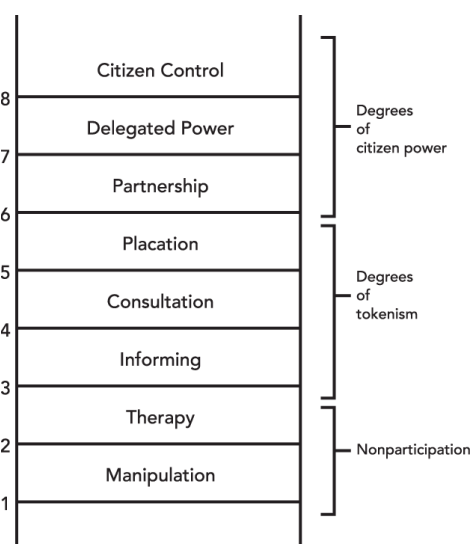 Citizen Control
8
Delegated Power
7
Partnership
6
Placation
5
Consultation
4
Informing
3
Therapy
2
Manipulation
1
Degrees
of
citizen power
Degrees
of
tokenism
Nonparticipation